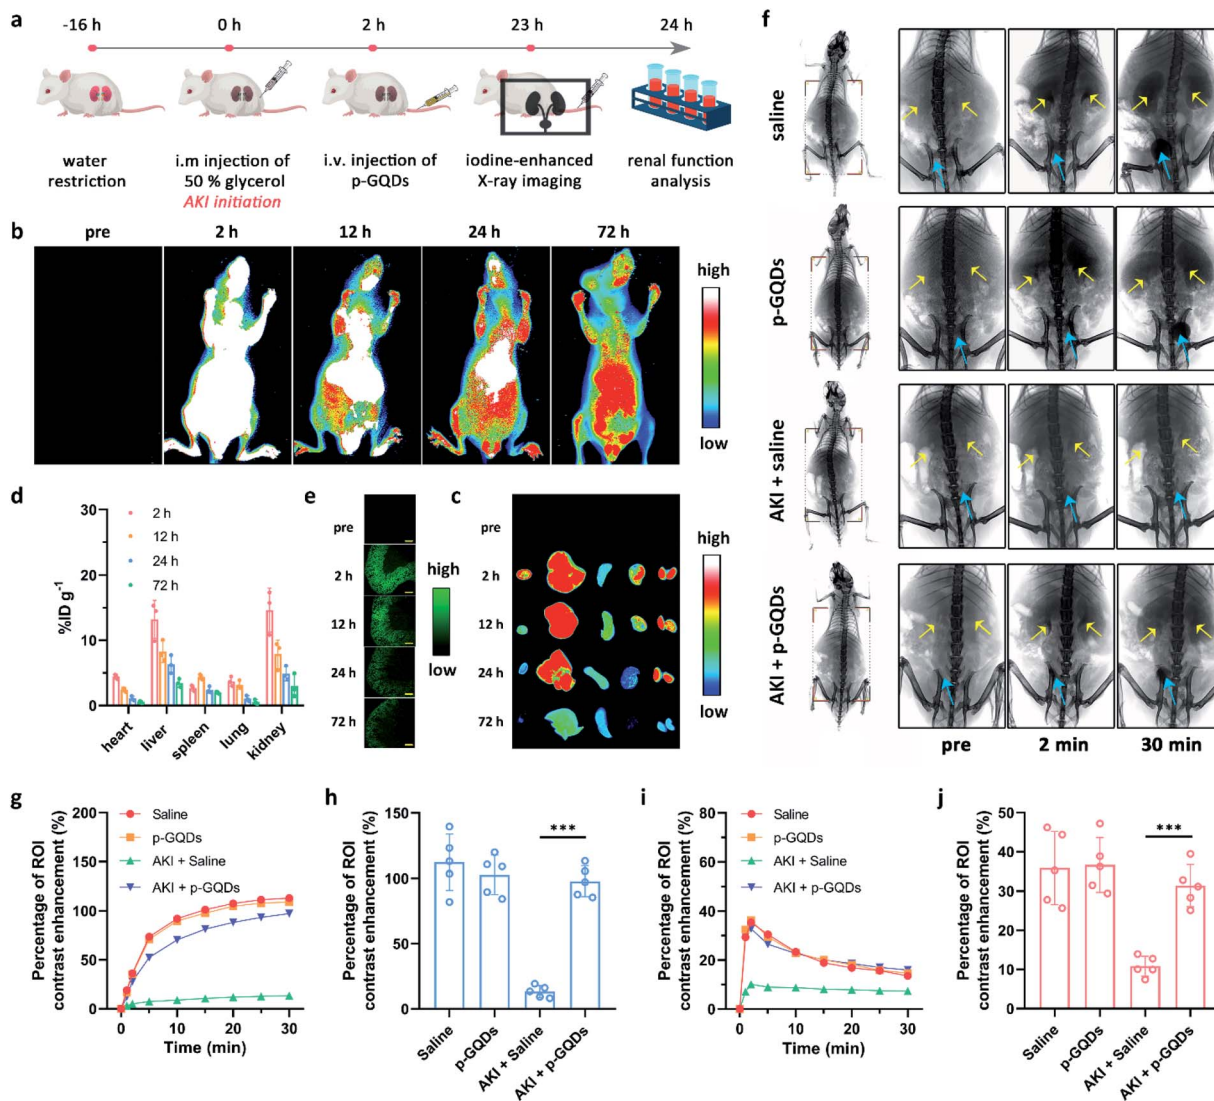 a
-16 h
0 h
2 h
23 h
24 h
water
restriction
i.m injection of
50 % glycerol
AKI initiation
i.v. injection of
p-GQDs
iodine-enhanced
X-ray imaging
renal function
analysis
b
pre
2 h
12 h
24 h
72 h
high
low
d
%ID g-1
30
20
10
0
2 h
12 h
24 h
72 h
heart
liver
spleen
lung
kidney
e
pre
2 h
12 h
24 h
72 h
high
low
c
pre
2 h
12 h
24 h
72 h
high
low
f
saline
p-GQDs
AKI + saline
AKI + p-GQDs
pre
2 min
30 min
g
Percentage of ROI
contrast enhancement (%)
200
150
100
50
0
Saline
p-GQDs
AKI + Saline
AKI + p-GQDs
0
10
20
30
Time (min)
h
Percentage of ROI
contrast enhancement (%)
150
100
50
0
***
Saline
p-GQDs
AKI + Saline
AKI + p-GQDs
i
Percentage of ROI
contrast enhancement (%)
80
60
40
20
0
Saline
p-GQDs
AKI + Saline
AKI + p-GQDs
0
10
20
30
Time (min)
j
Percentage of ROI
contrast enhancement (%)
50
40
30
20
10
0
***
Saline
p-GQDs
AKI + Saline
AKI + p-GQDs